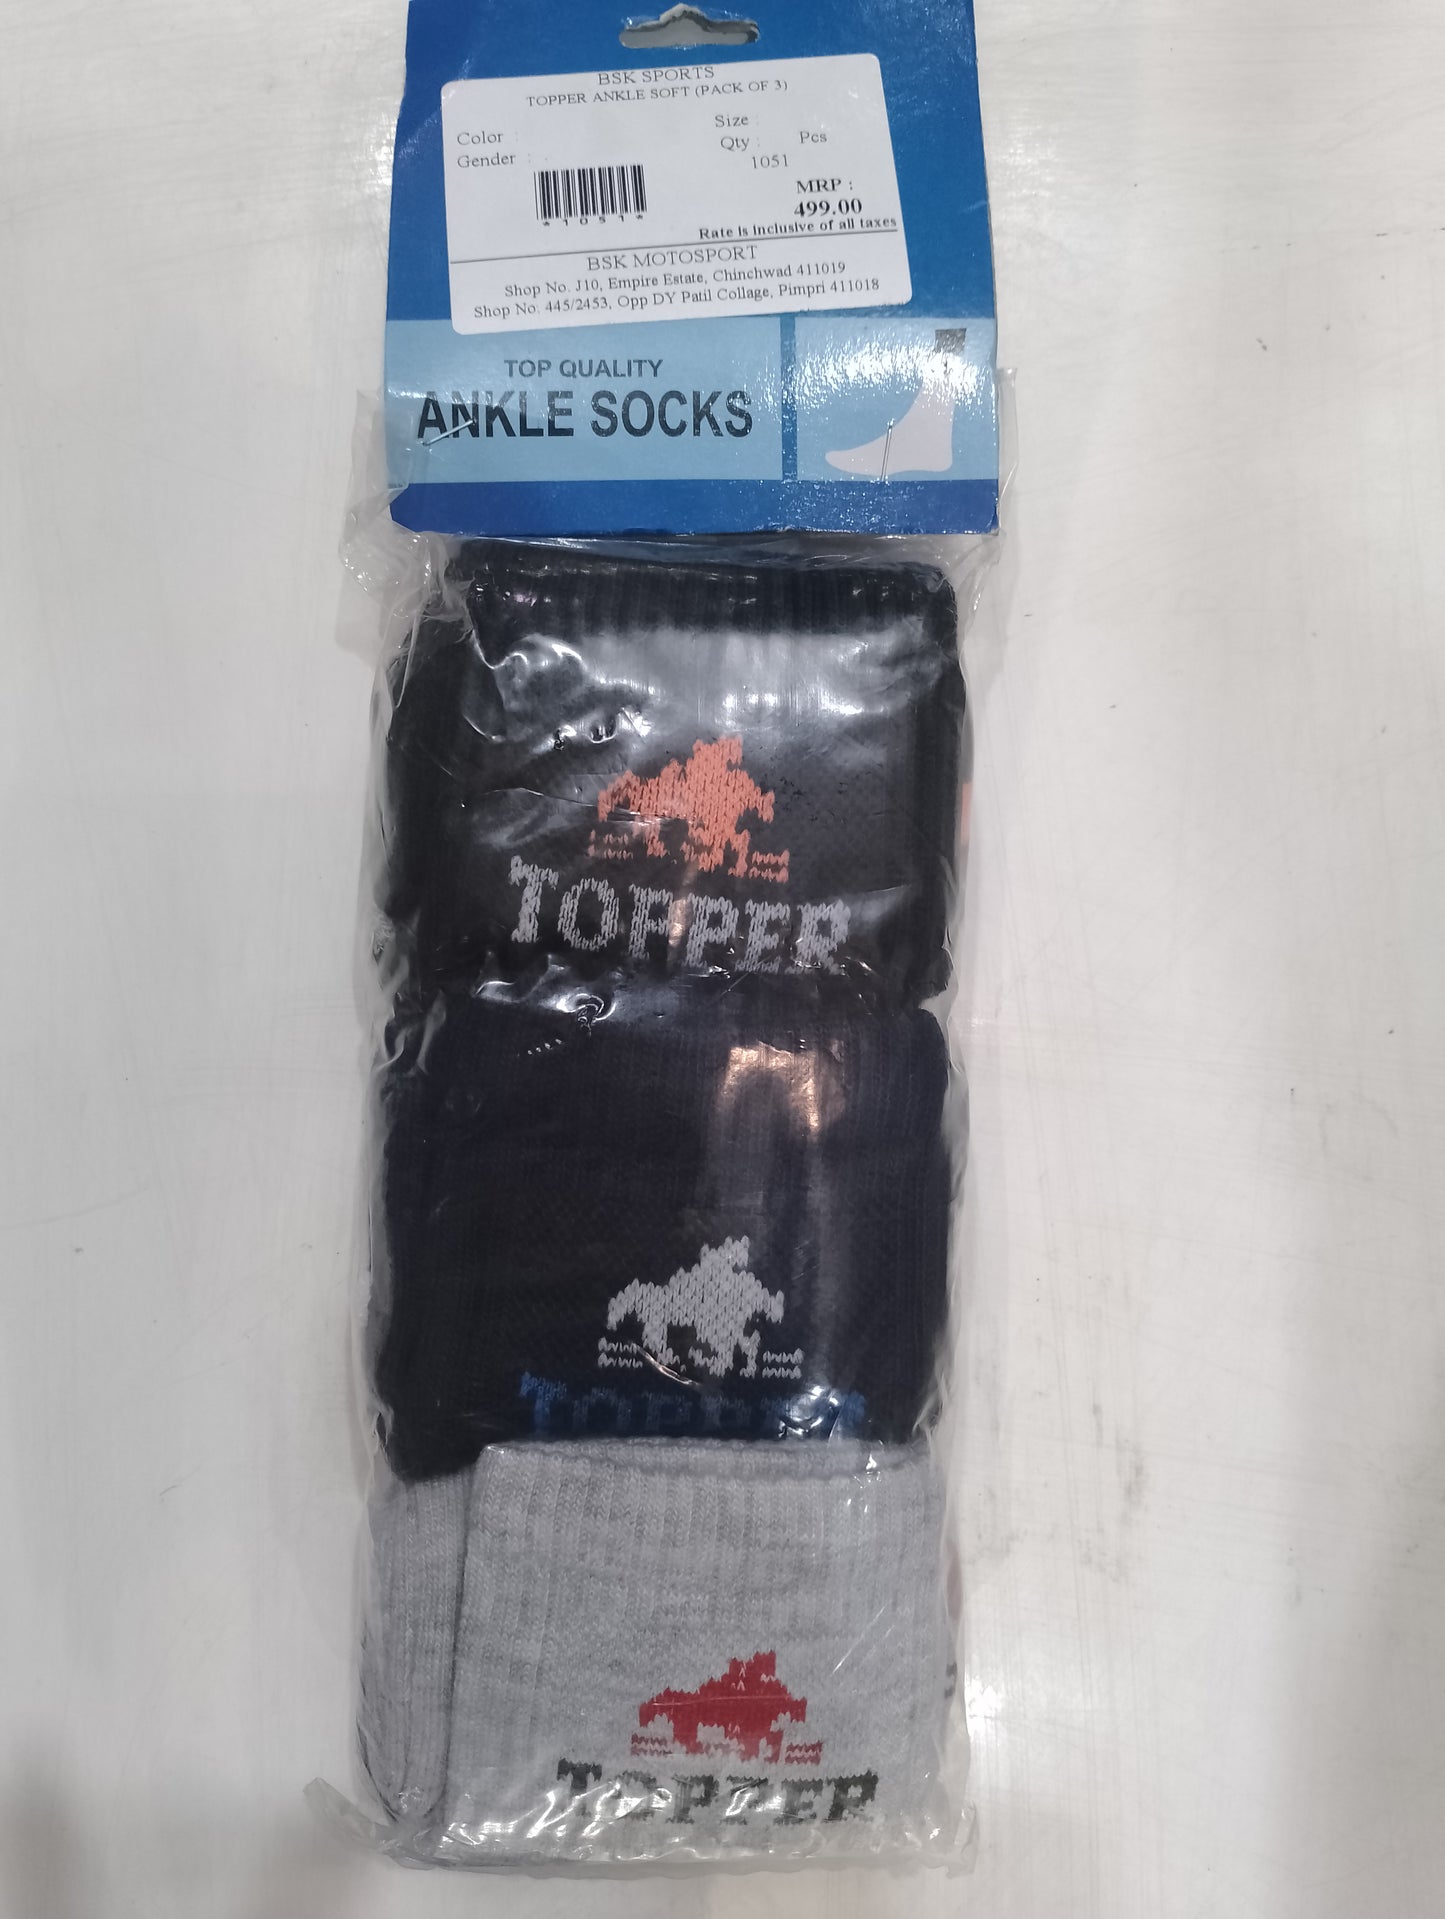 BSK SPORTS
TOPPER ANKLE SOFT (PACK OF 3)
Color : Size :
Gender : Qty : Pcs
1051
*1051*
MRP :
499.00
Rate is inclusive of all taxes
BSK MOTOSPORT
Shop No. J10, Empire Estate, Chinchwad 411019
Shop No. 445/2453, Opp DY Patil Collage, Pimpri 411018
TOP QUALITY
ANKLE SOCKS
TOPPER
TOPPER
TOPPER